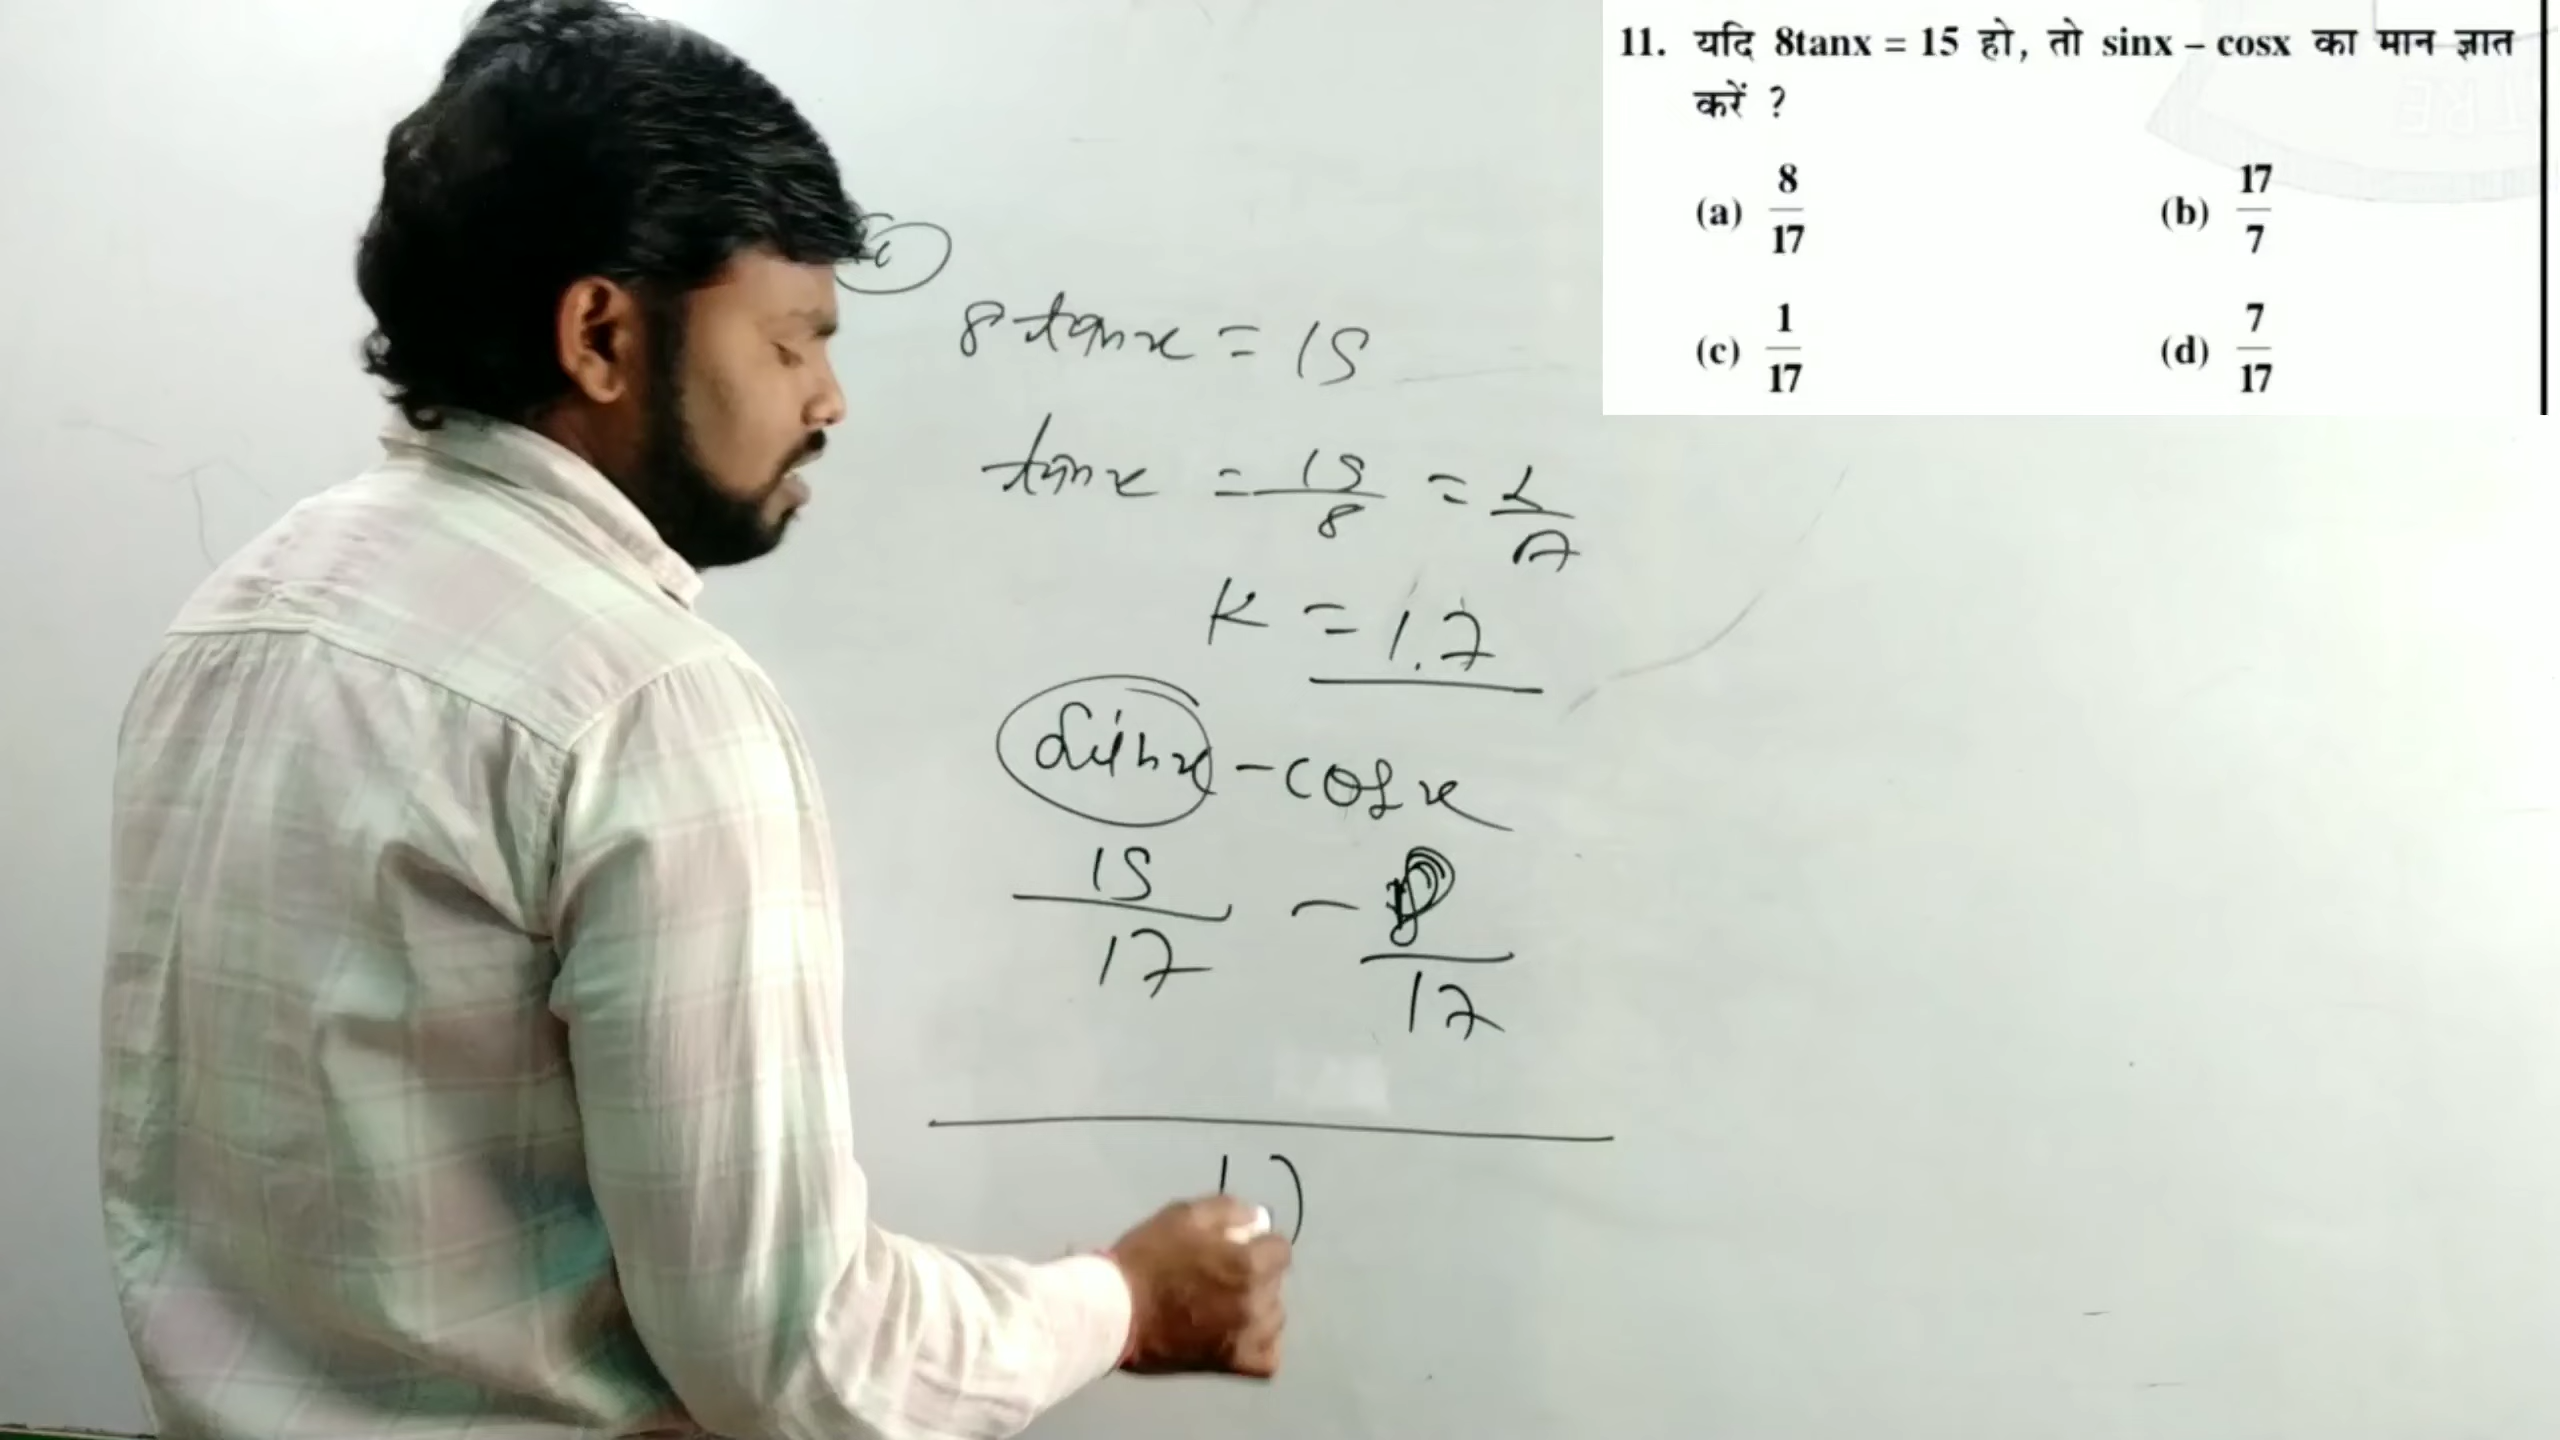 11. यदि 8tanx = 15 हो, तो sinx – cosx का मान ज्ञात
करें ?
(a) 8/17 (b) 17/7
(c) 1/17 (d) 7/17
8 tanx = 15
tanx = 15/8 = L/A
K = 17
sinx - cosx
15/17 - 8/17